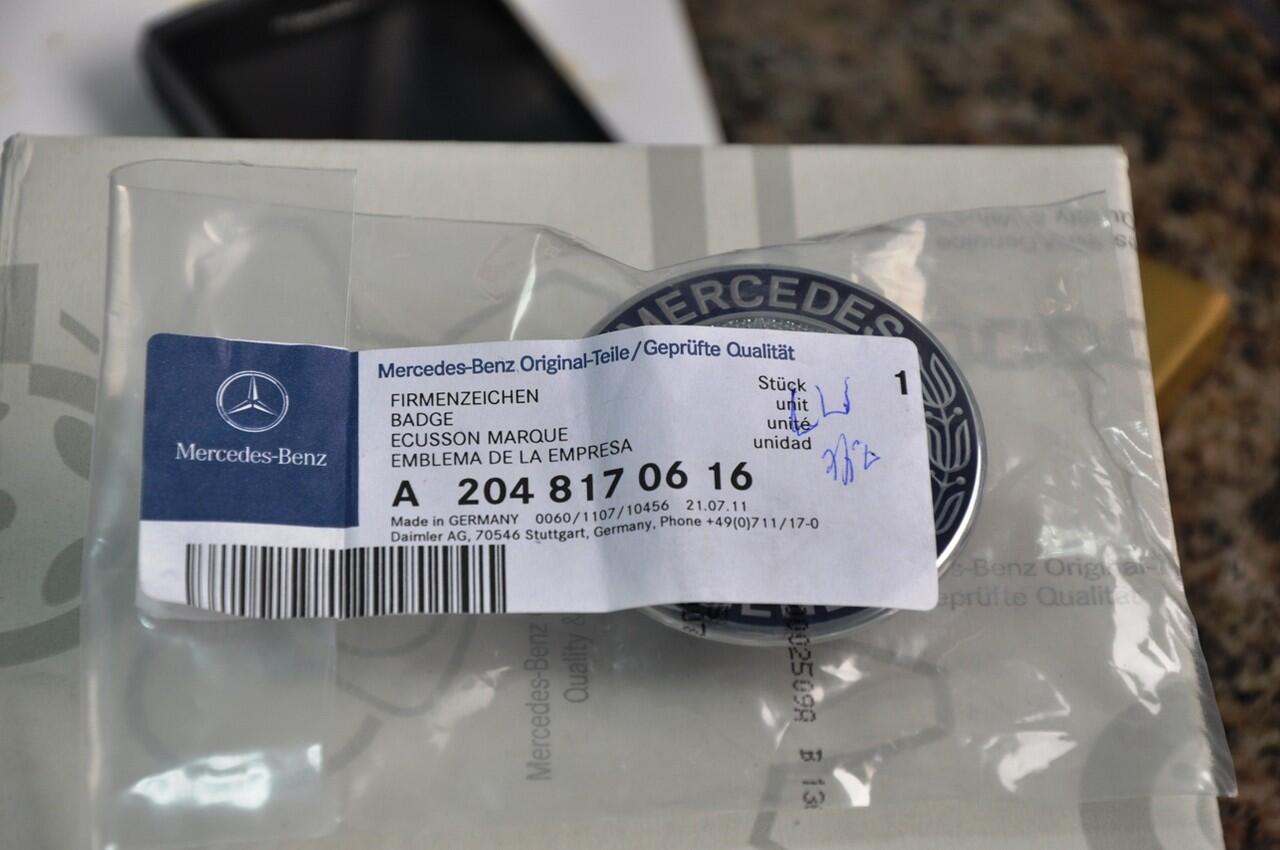 MERCEDES
Mercedes-Benz
Mercedes-Benz Original-Teile/Geprüfte Qualität
FIRMENZEICHEN
BADGE
ECUSSON MARQUE
EMBLEMA DE LA EMPRESA
Stück 1
unit
unité
unidad
A 204 817 06 16
Made in GERMANY 0060/1107/10456 21.07.11
Daimler AG, 70546 Stuttgart, Germany, Phone +49(0)711/17-0
s-Benz Original-T
eprüfte Qualität
Mercedes-Benz
Quality &